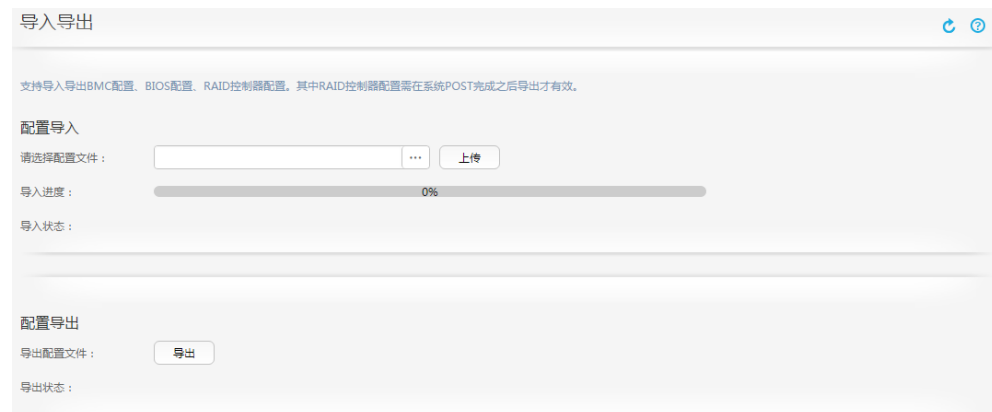 导入导出
支持导入导出BMC配置、BIOS配置、RAID控制器配置。其中RAID控制器配置需在系统POST完成之后导出才有效。
配置导入
请选择配置文件： ... 上传
导入进度： 0%
导入状态：
配置导出
导出配置文件： 导出
导出状态：